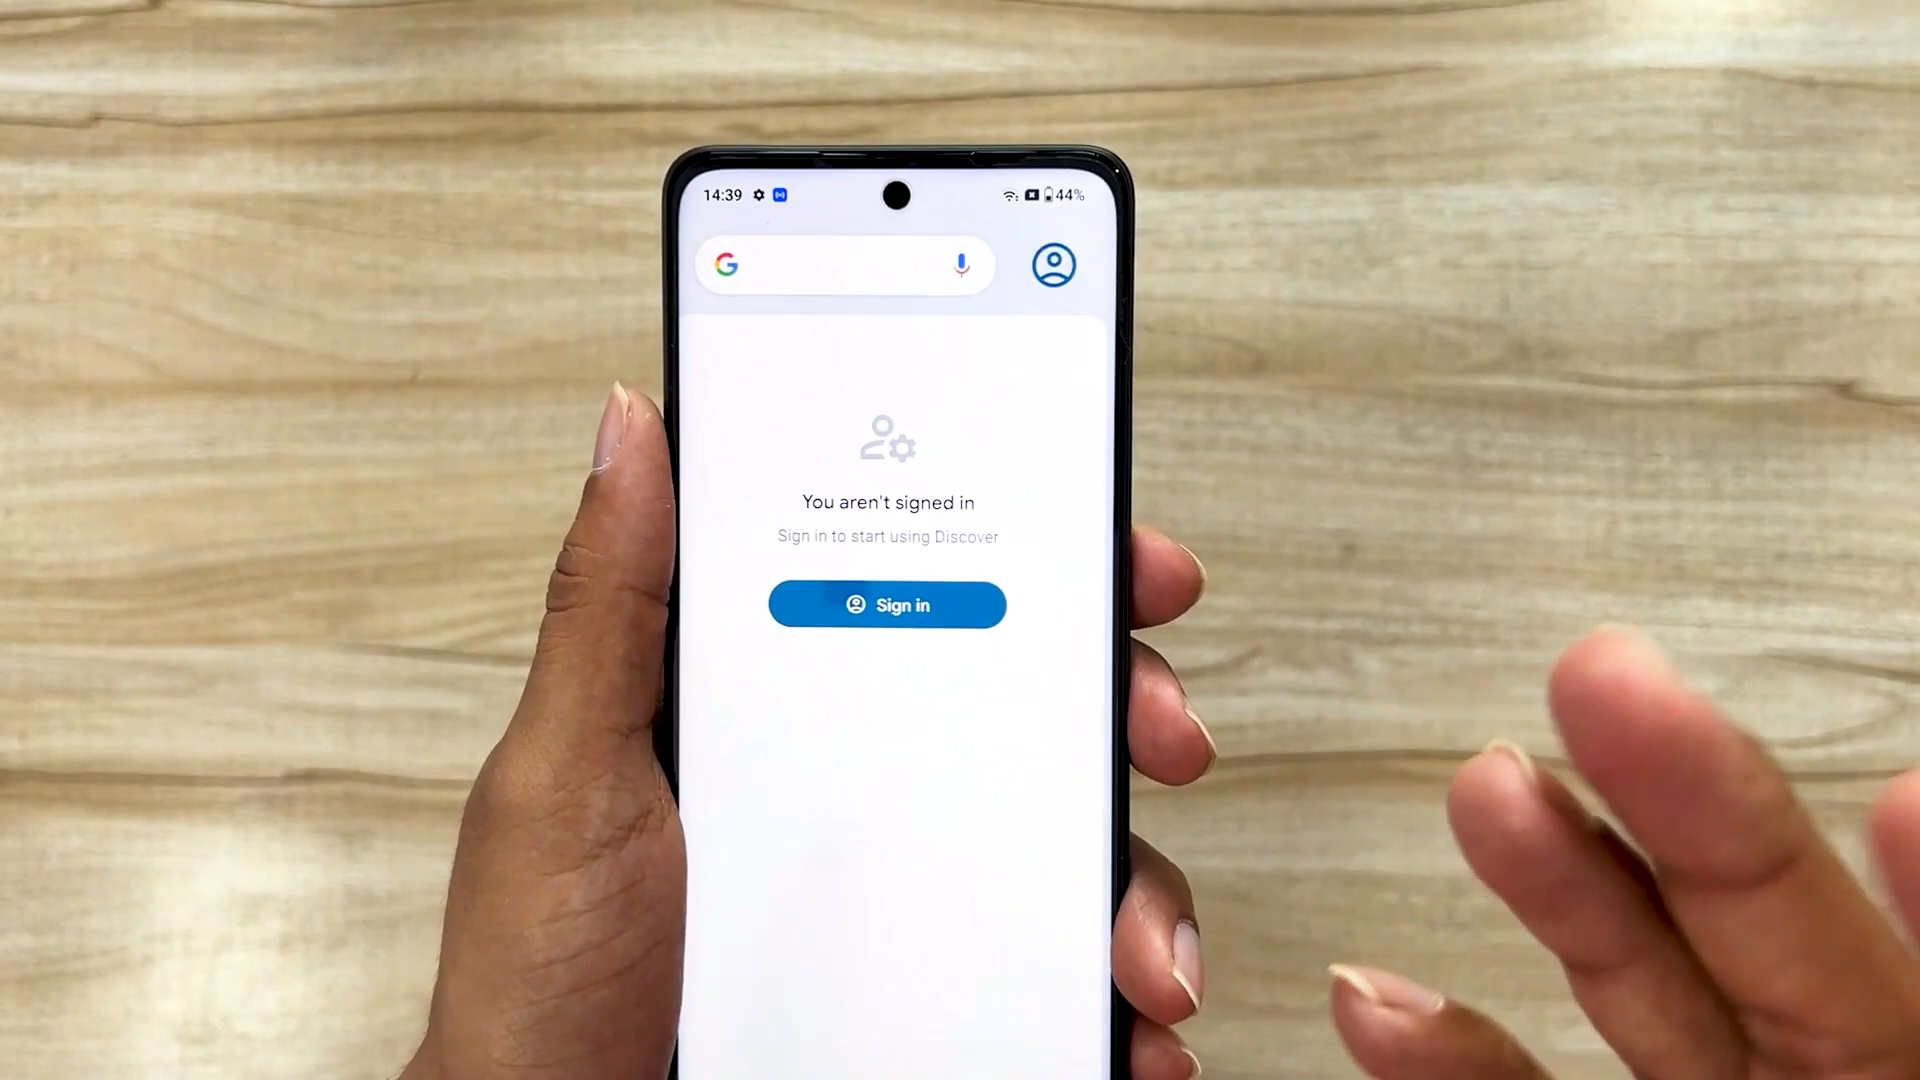 14:39
44%
G
You aren't signed in
Sign in to start using Discover
Sign in